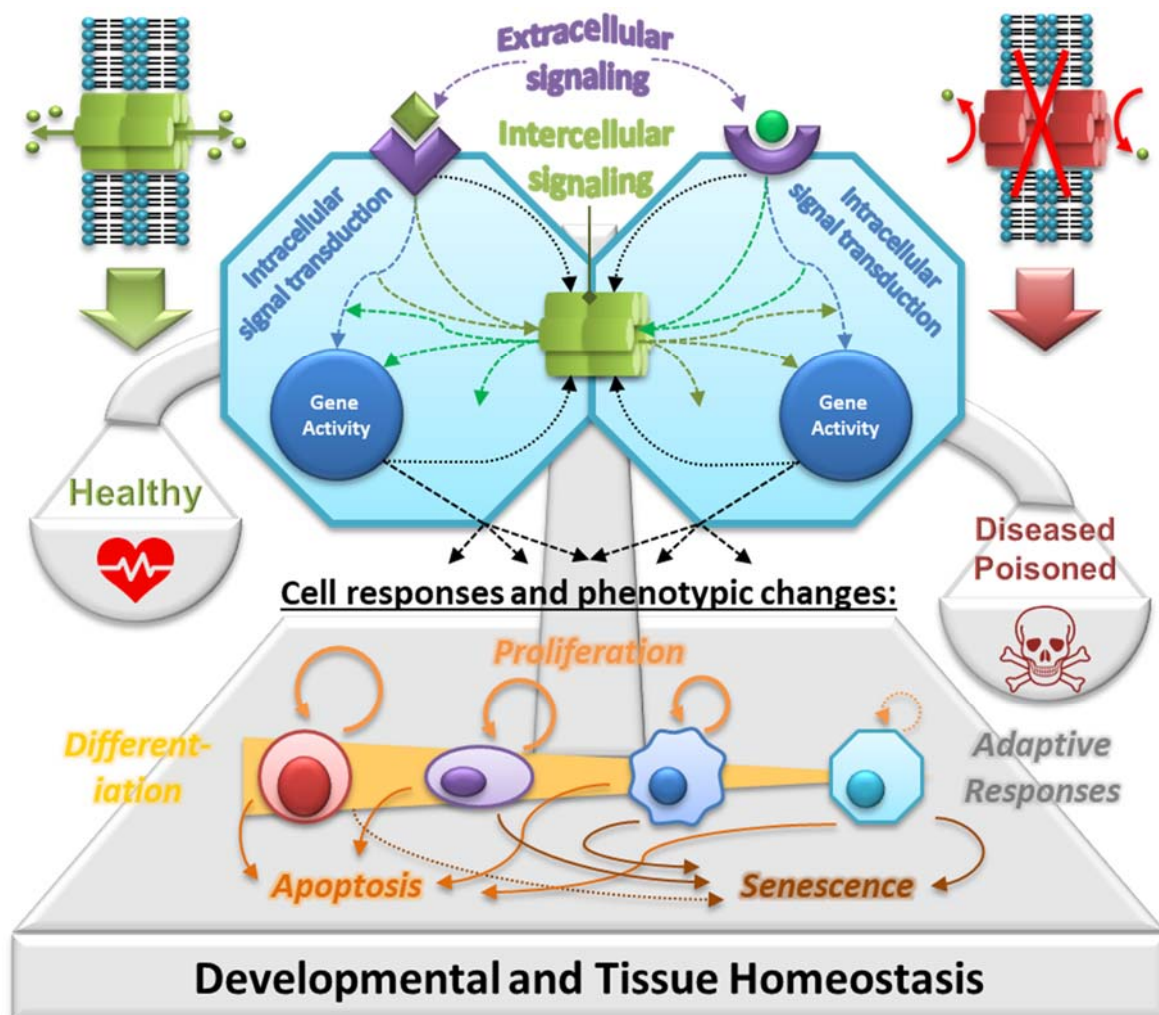 Extracellular
signaling
Intercellular
signaling
Intracellular
signal transduction
Intracellular
signal transduction
Gene
Activity
Gene
Activity
Healthy
Diseased
Poisoned
Cell responses and phenotypic changes:
Proliferation
Different-
iation
Adaptive
Responses
Apoptosis
Senescence
Developmental and Tissue Homeostasis